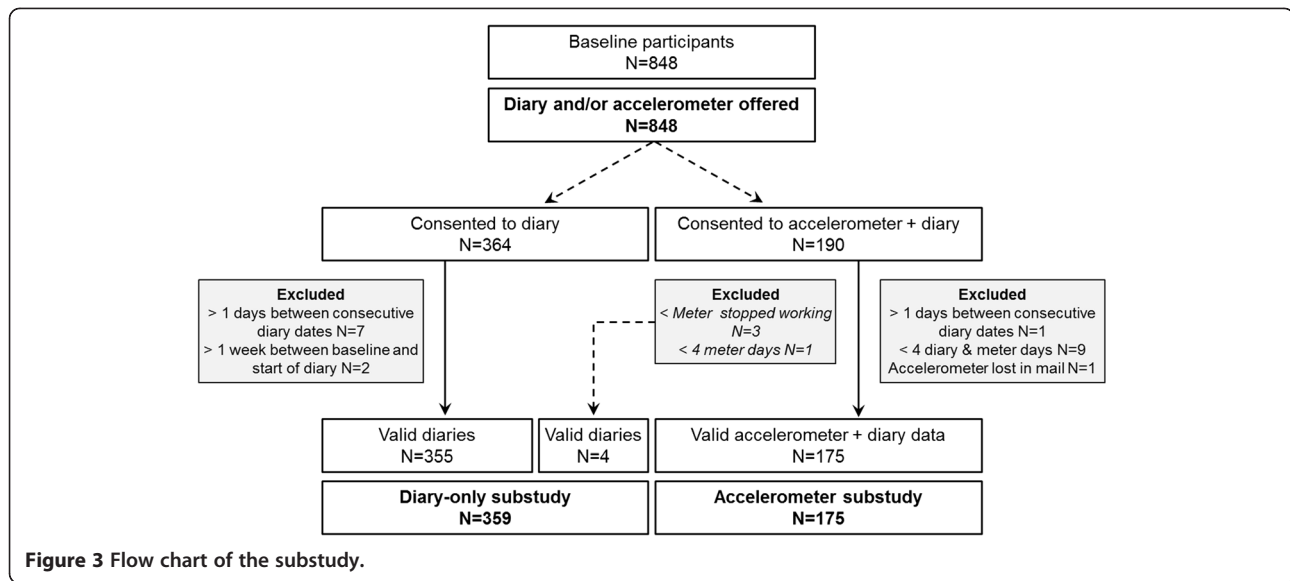 Baseline participants
N=848
Diary and/or accelerometer offered
N=848
Consented to diary
N=364
Consented to accelerometer + diary
N=190
Excluded
> 1 days between consecutive
diary dates N=7
> 1 week between baseline and
start of diary N=2
Excluded
< Meter stopped working
N=3
< 4 meter days N=1
Excluded
> 1 days between consecutive
diary dates N=1
< 4 diary & meter days N=9
Accelerometer lost in mail N=1
Valid diaries
N=355
Valid diaries
N=4
Valid accelerometer + diary data
N=175
Diary-only substudy
N=359
Accelerometer substudy
N=175
Figure 3 Flow chart of the substudy.